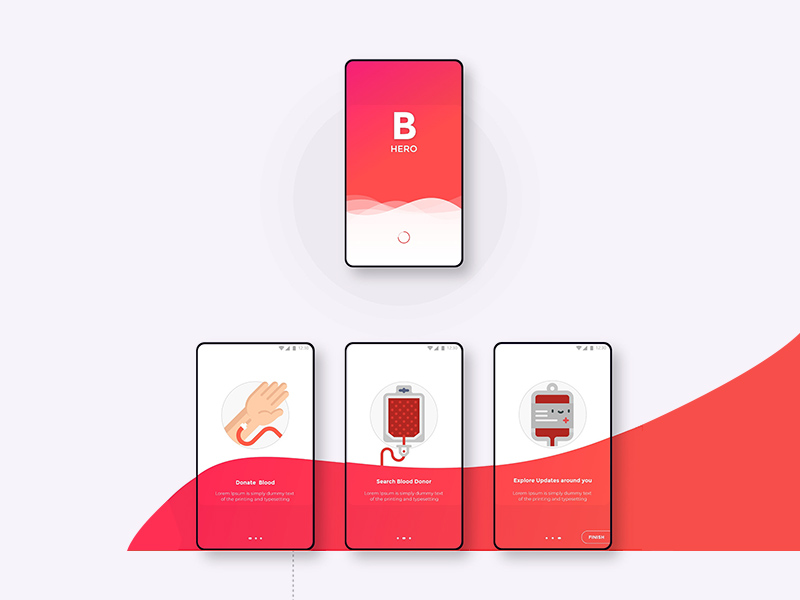 B
HERO
12:30
12:30
12:30
Donate Blood
Lorem Ipsum is simply dummy text
of the printing and typesetting
Search Blood Donor
Lorem Ipsum is simply dummy text
of the printing and typesetting
Explore Updates around you
Lorem Ipsum is simply dummy text
of the printing and typesetting
FINISH